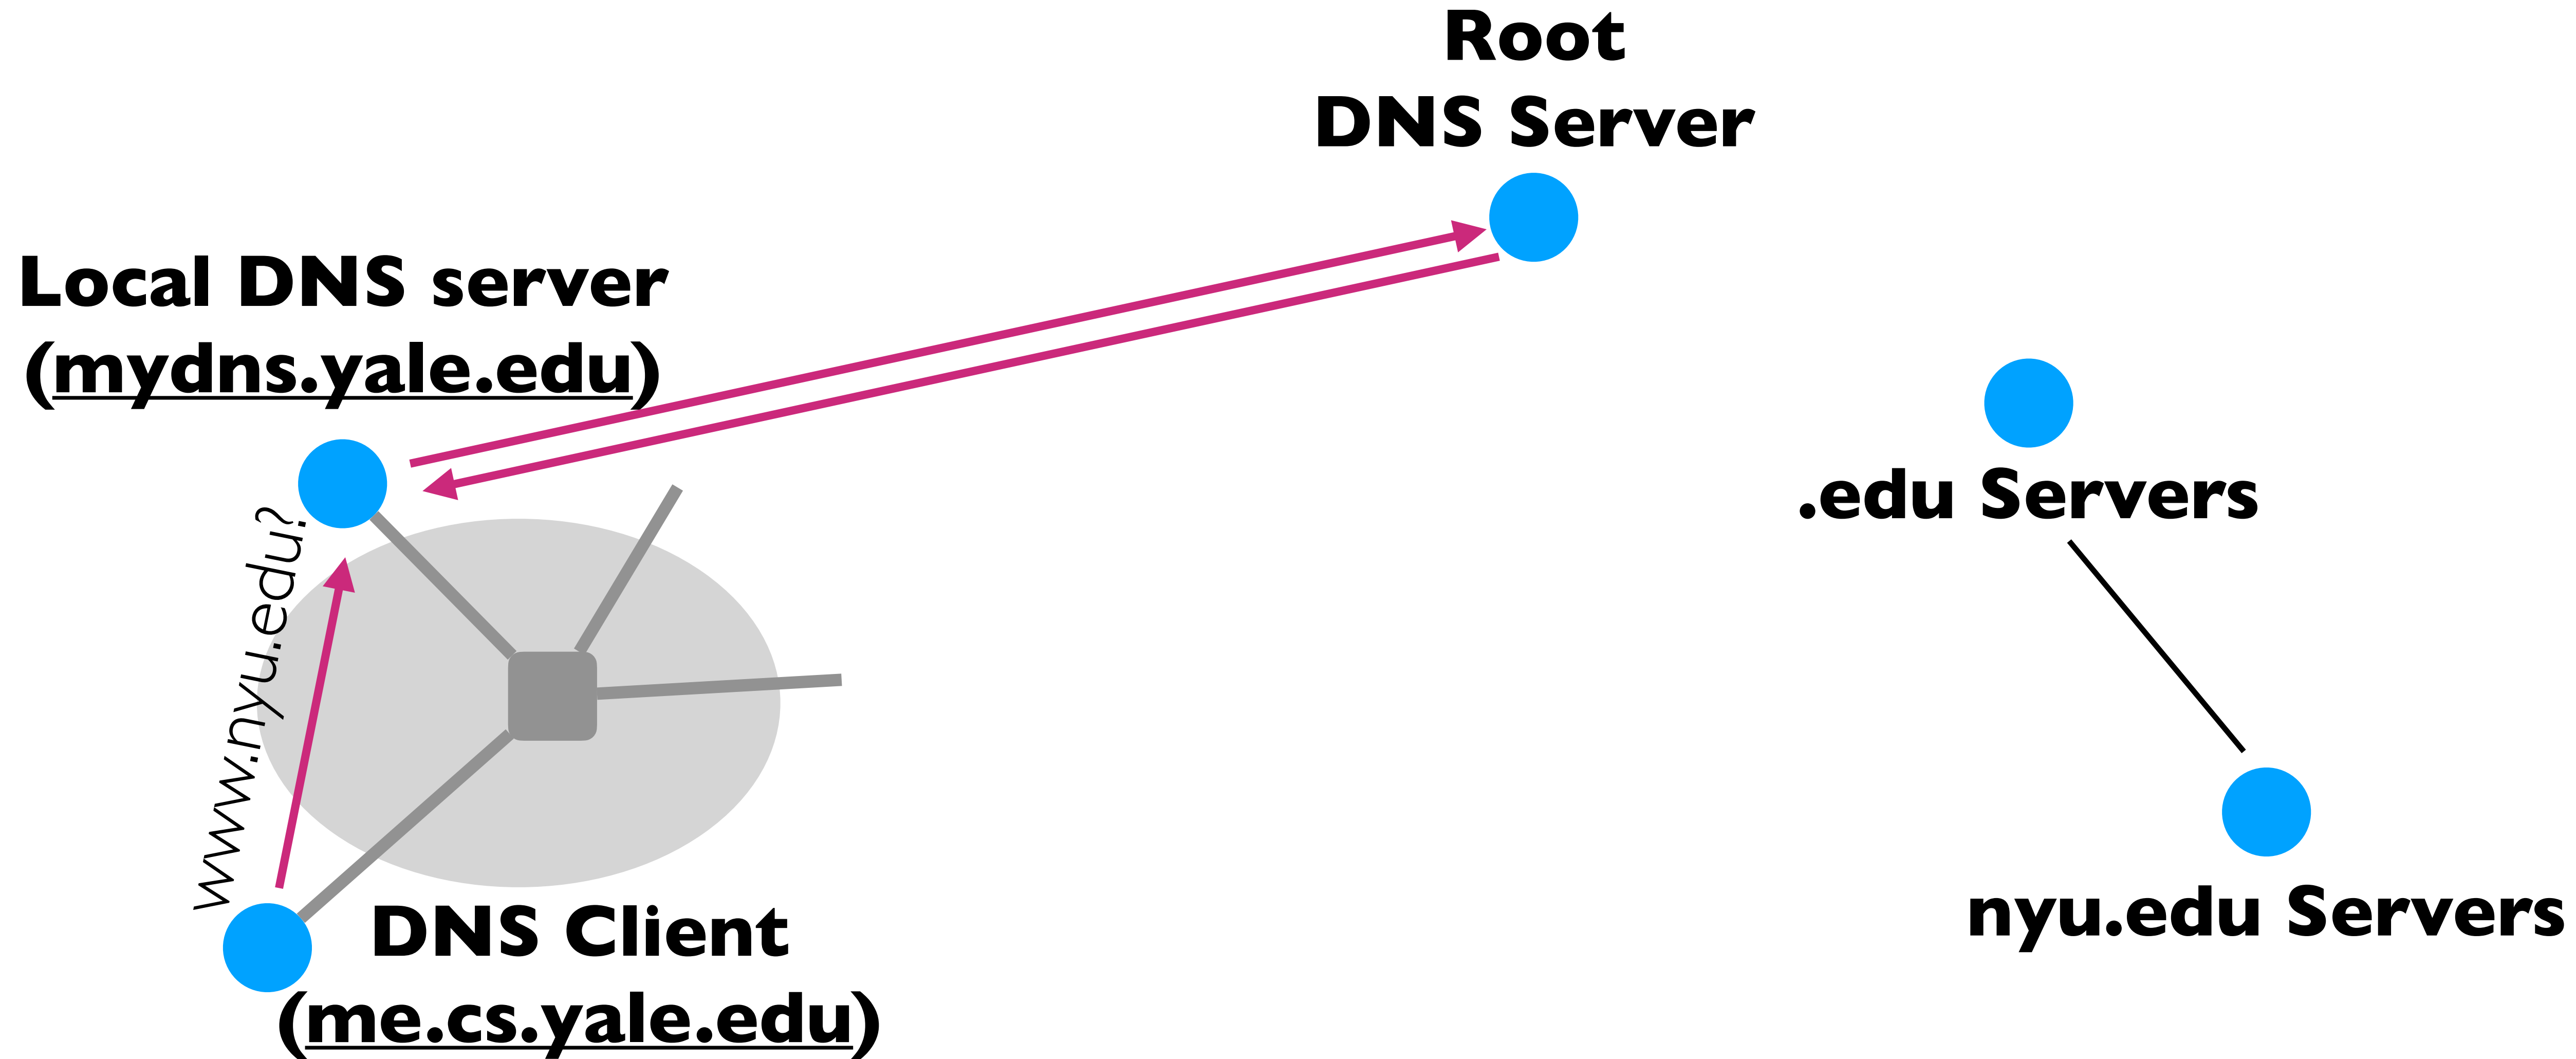 Root
DNS Server
Local DNS server
(mydns.yale.edu)
.edu Servers
www.nyu.edu?
nyu.edu Servers
DNS Client
(me.cs.yale.edu)